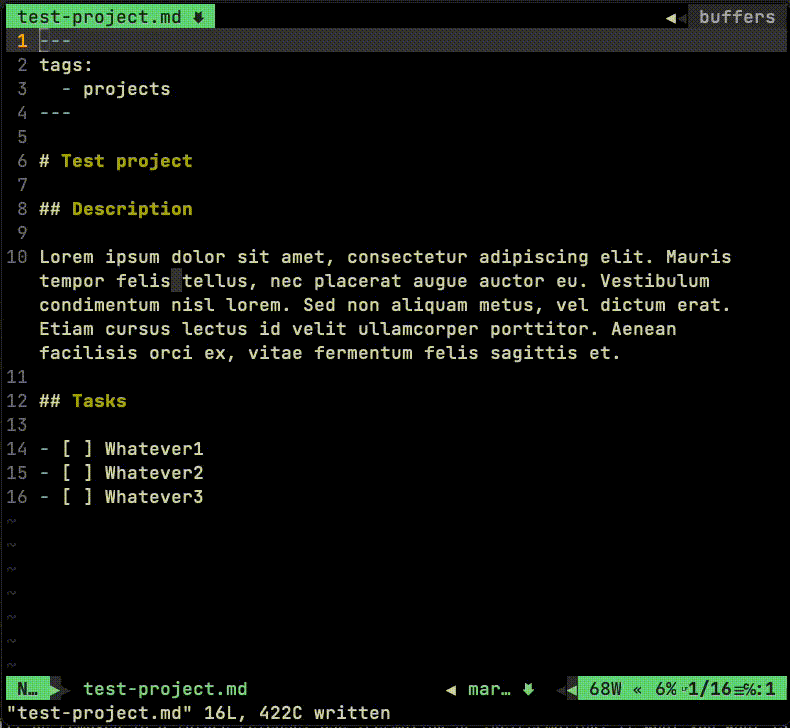 test-project.md buffers
1 ---
2 tags:
3   - projects
4 ---
5
6 # Test project
7
8 ## Description
9
10 Lorem ipsum dolor sit amet, consectetur adipiscing elit. Mauris
tempor felis tellus, nec placerat augue auctor eu. Vestibulum
condimentum nisl lorem. Sed non aliquam metus, vel dictum erat.
Etiam cursus lectus id velit ullamcorper porttitor. Aenean
facilisis orci ex, vitae fermentum felis sagittis et.
11
12 ## Tasks
13
14 - [ ] Whatever1
15 - [ ] Whatever2
16 - [ ] Whatever3
~
~
~
~
~
~
~
N… test-project.md mar… 68W « 6% 1/16 ℅:1
"test-project.md" 16L, 422C written